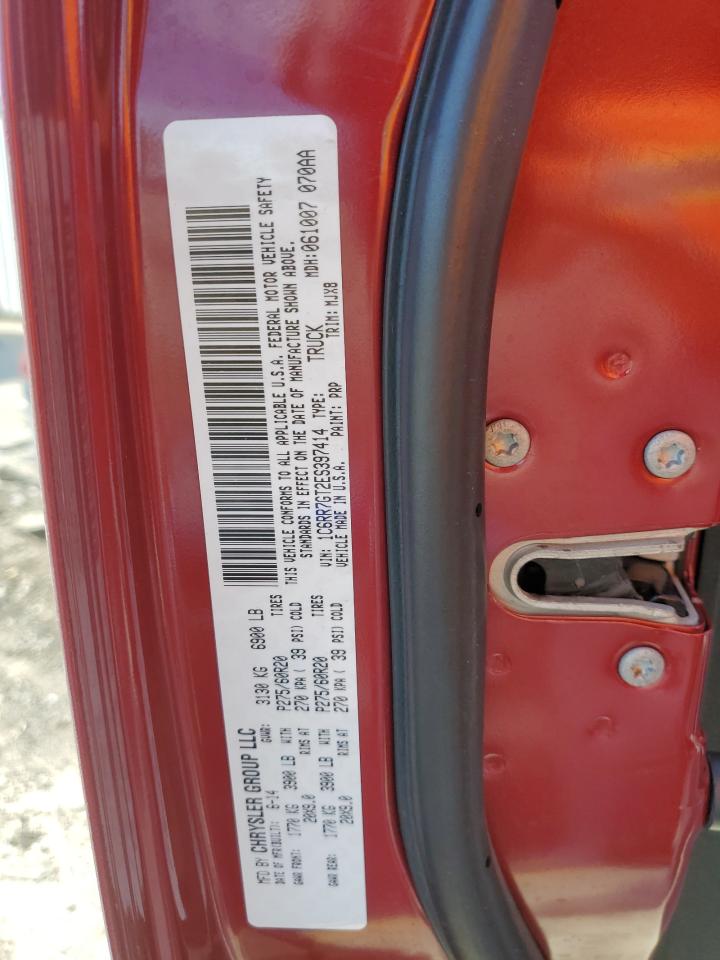 MFD BY CHRYSLER GROUP LLC
DATE OF MFR(BUILT): 6-14 GVWR: 3130 KG 6900 LB
GAWR FRONT: 1770 KG 3900 LB WITH P275/60R20 TIRES
20X9.0 RIMS AT 270 KPA ( 39 PSI) COLD
GAWR REAR: 1770 KG 3900 LB WITH P275/60R20 TIRES
20X9.0 RIMS AT 270 KPA ( 39 PSI) COLD
THIS VEHICLE CONFORMS TO ALL APPLICABLE U.S.A. FEDERAL MOTOR VEHICLE SAFETY
STANDARDS IN EFFECT ON THE DATE OF MANUFACTURE SHOWN ABOVE.
VIN: 1C6RR7GT2ES397414 TYPE: TRUCK MDH:061007 070AA
VEHICLE MADE IN U.S.A. PAINT: PRP TRIM: MJXB